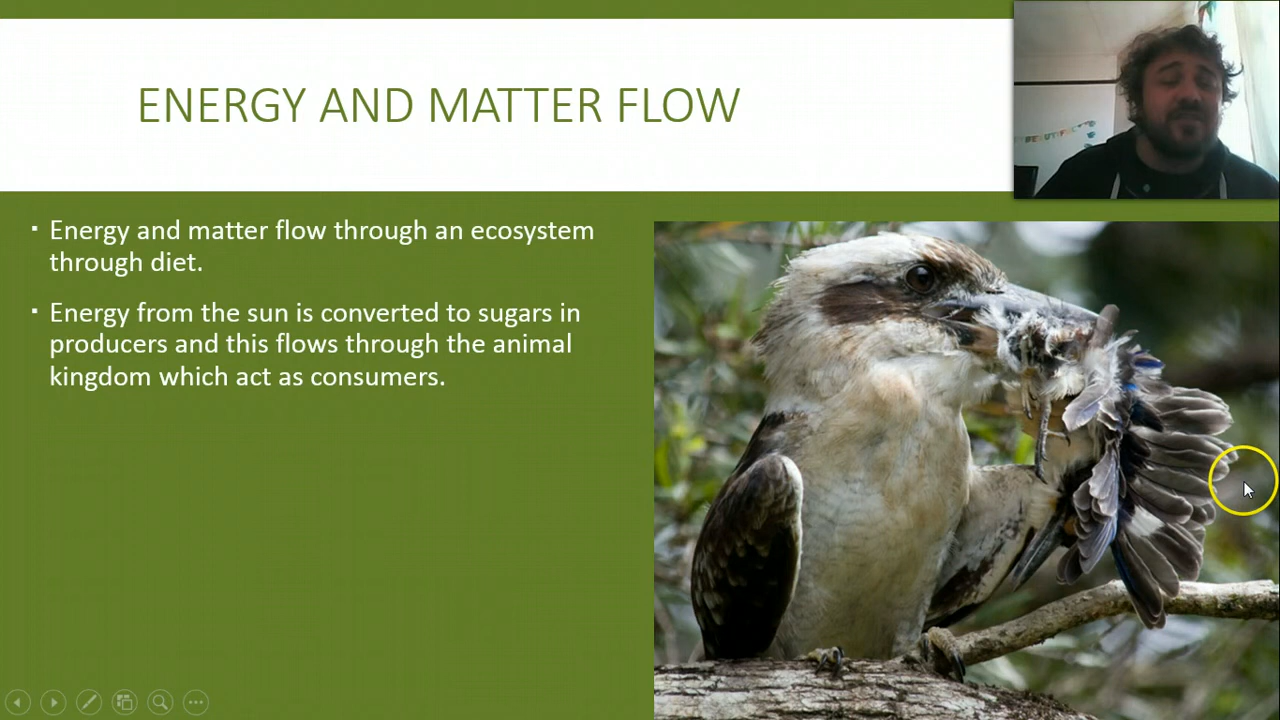 ENERGY AND MATTER FLOW
▪ Energy and matter flow through an ecosystem
through diet.
▪ Energy from the sun is converted to sugars in
producers and this flows through the animal
kingdom which act as consumers.